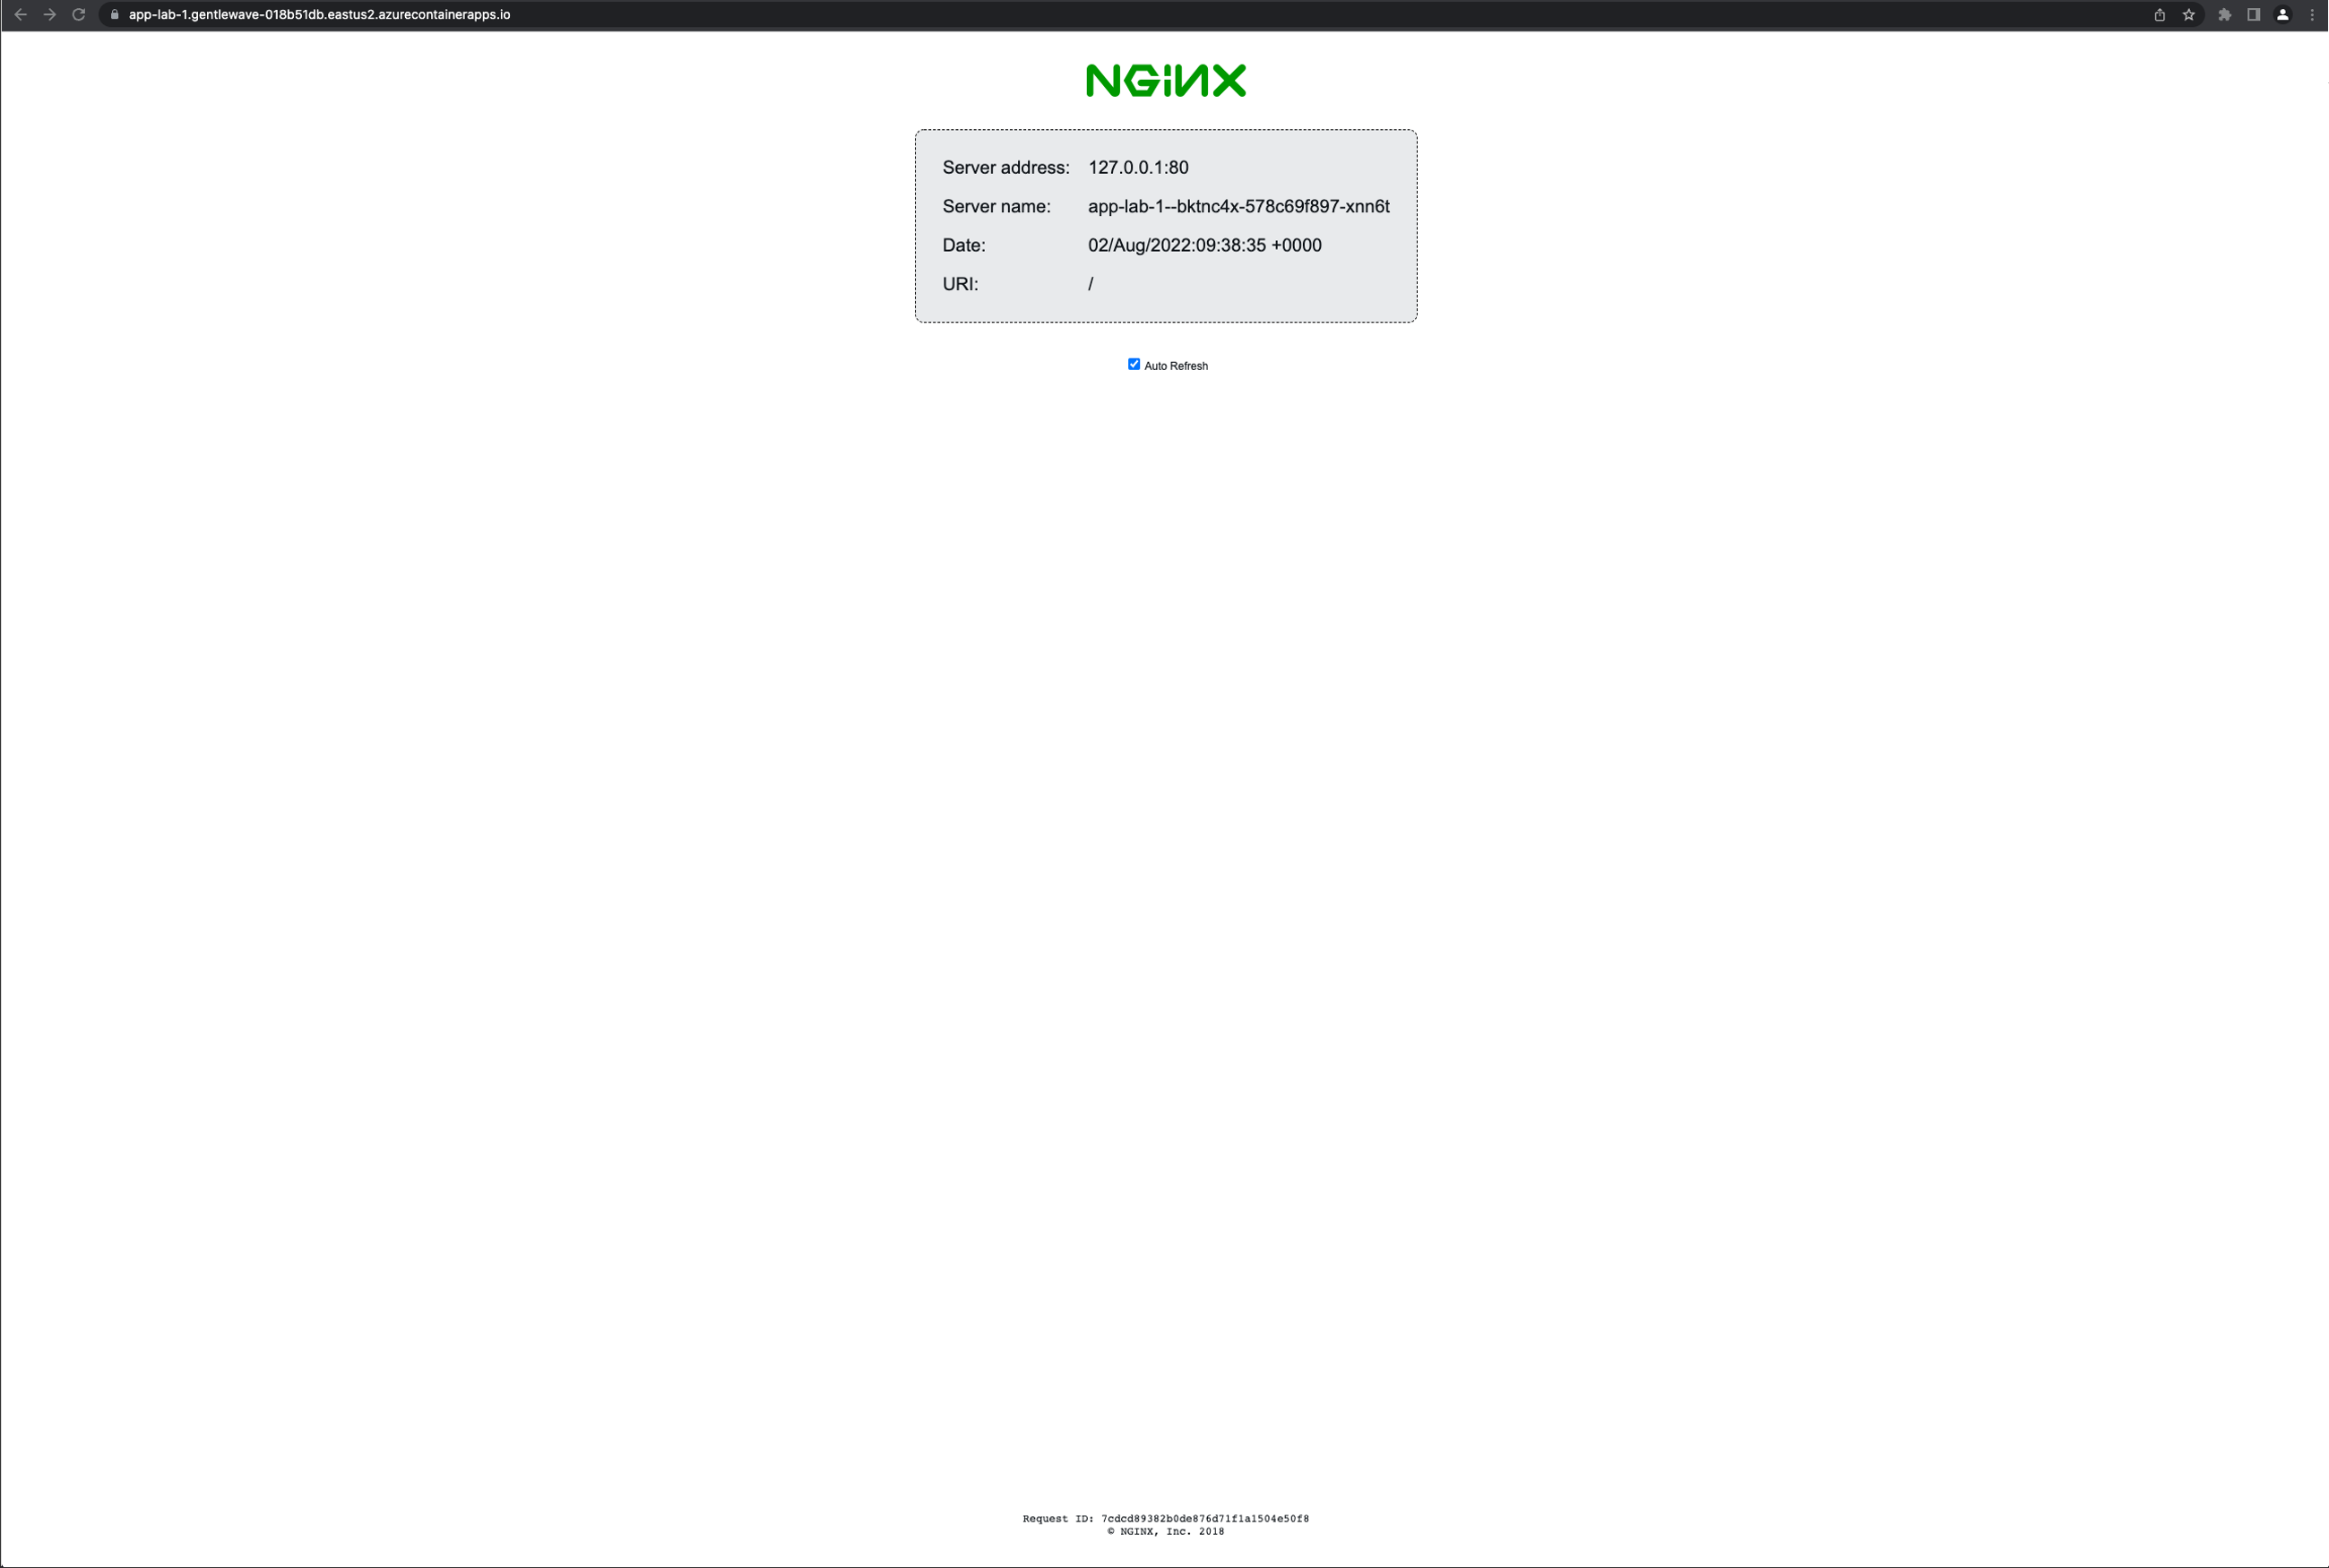 app-lab-1.gentlewave-018b51db.eastus2.azurecontainerapps.io
NGINX
Server address: 127.0.0.1:80
Server name: app-lab-1--bktnc4x-578c69f897-xnn6t
Date: 02/Aug/2022:09:38:35 +0000
URI: /
Auto Refresh
Request ID: 7cdcd89382b0de876d71f1a1504e50f8
© NGINX, Inc. 2018